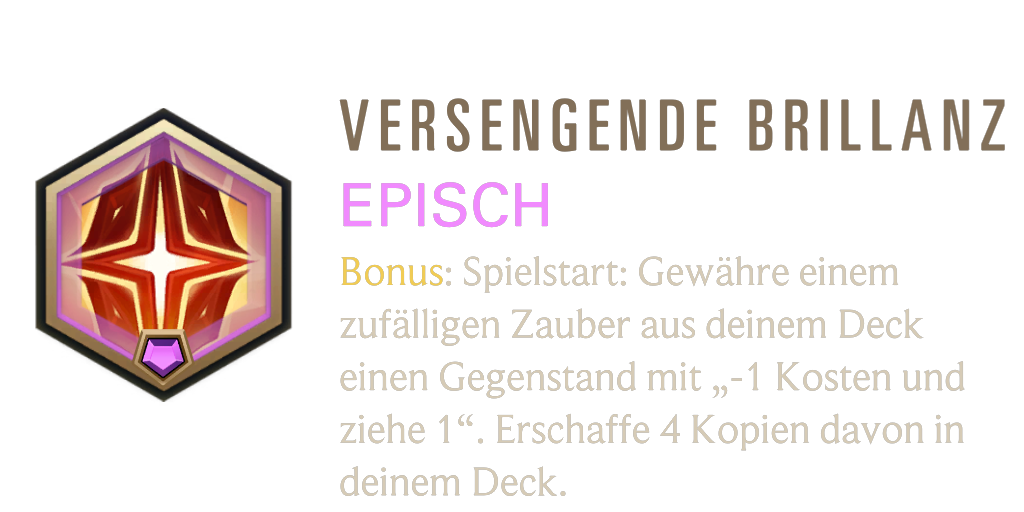 VERSENGENDE BRILLANZ
EPISCH
Bonus: Spielstart: Gewähre einem
zufälligen Zauber aus deinem Deck
einen Gegenstand mit „-1 Kosten und
ziehe 1“. Erschaffe 4 Kopien davon in
deinem Deck.